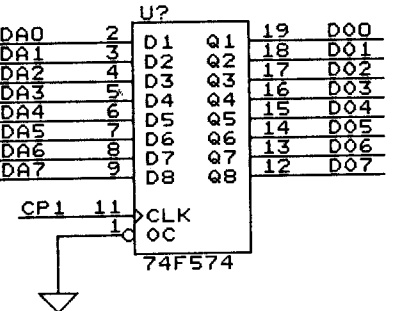 U?
DA0 2 D1 Q1 19 DO0
DA1 3 D2 Q2 18 DO1
DA2 4 D3 Q3 17 DO2
DA3 5 D4 Q4 16 DO3
DA4 6 D5 Q5 15 DO4
DA5 7 D6 Q6 14 DO5
DA6 8 D7 Q7 13 DO6
DA7 9 D8 Q8 12 DO7
CP1 11 CLK
1 OC
74F574